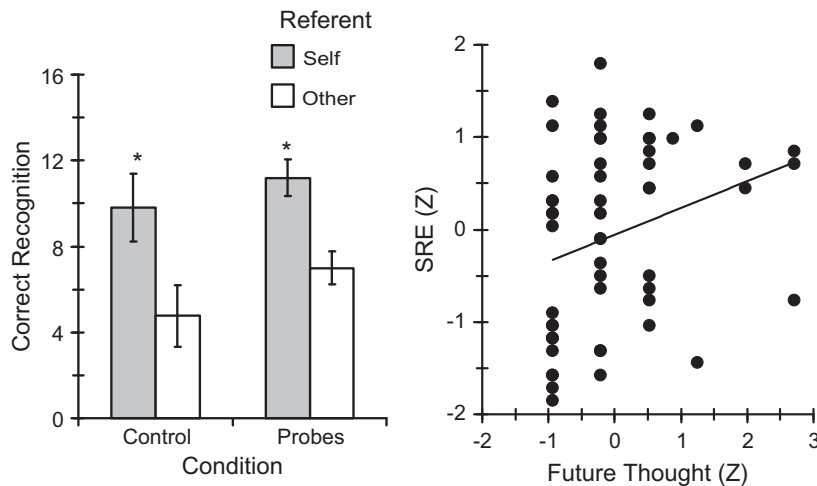 Referent
Self
Other
16
12
8
4
0
Correct Recognition
*
*
Control
Probes
Condition
2
1
0
-1
-2
SRE (Z)
-2
-1
0
1
2
3
Future Thought (Z)